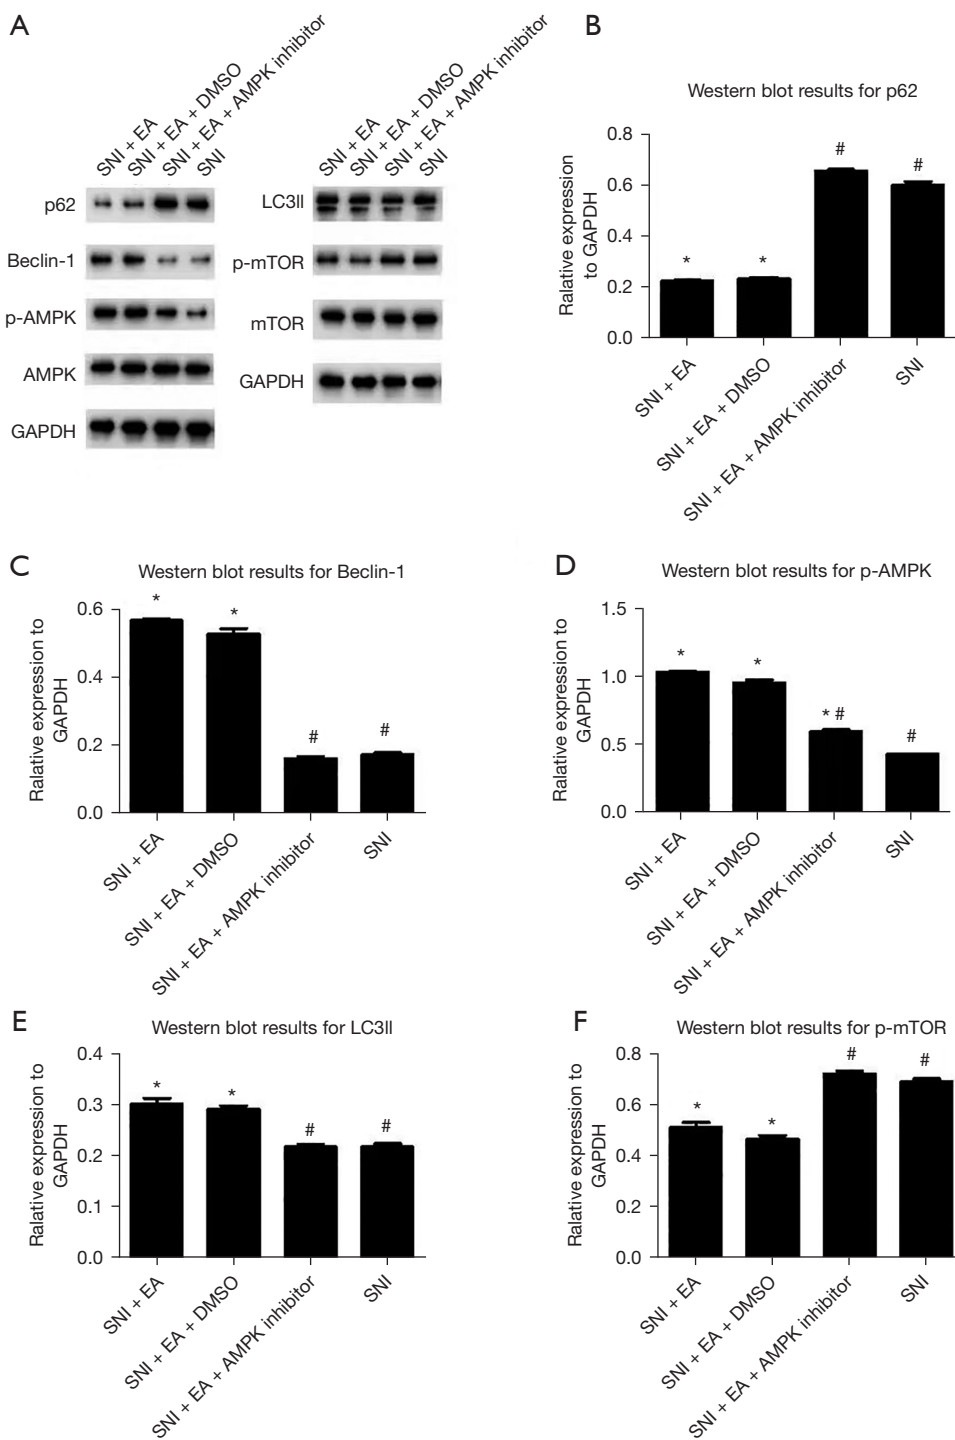 A
SNI + EA
SNI + EA + DMSO
SNI + EA + AMPK inhibitor
SNI
p62
Beclin-1
p-AMPK
AMPK
GAPDH
SNI + EA
SNI + EA + DMSO
SNI + EA + AMPK inhibitor
SNI
LC3II
p-mTOR
mTOR
GAPDH
B
Western blot results for p62
Ralative expression
to GAPDH
0.8
0.6
0.4
0.2
0.0
*
*
#
#
SNI + EA
SNI + EA + DMSO
SNI + EA + AMPK inhibitor
SNI
C
Western blot results for Beclin-1
Ralative expression to
GAPDH
0.6
0.4
0.2
0.0
*
*
#
#
SNI + EA
SNI + EA + DMSO
SNI + EA + AMPK inhibitor
SNI
D
Western blot results for p-AMPK
Ralative expression to
GAPDH
1.5
1.0
0.5
0.0
*
*
* #
#
SNI + EA
SNI + EA + DMSO
SNI + EA + AMPK inhibitor
SNI
E
Western blot results for LC3II
Ralative expression to
GAPDH
0.4
0.3
0.2
0.1
0.0
*
*
#
#
SNI + EA
SNI + EA + DMSO
SNI + EA + AMPK inhibitor
SNI
F
Western blot results for p-mTOR
Ralative expression to
GAPDH
0.8
0.6
0.4
0.2
0.0
*
*
#
#
SNI + EA
SNI + EA + DMSO
SNI + EA + AMPK inhibitor
SNI